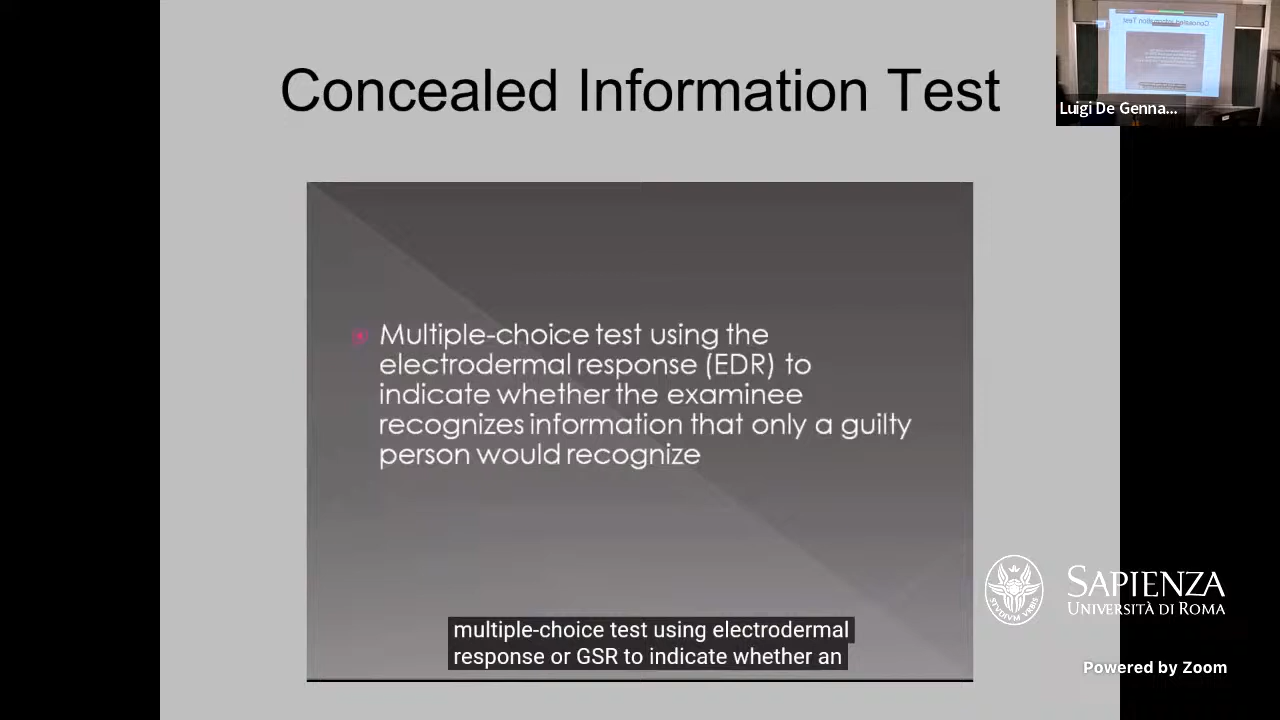 Concealed Information Test
Luigi De Genna...
Multiple-choice test using the
electrodermal response (EDR) to
indicate whether the examinee
recognizes information that only a guilty
person would recognize
multiple-choice test using electrodermal
response or GSR to indicate whether an
SAPIENZA
UNIVERSITÀ DI ROMA
STUDIUM URBIS
Powered by Zoom